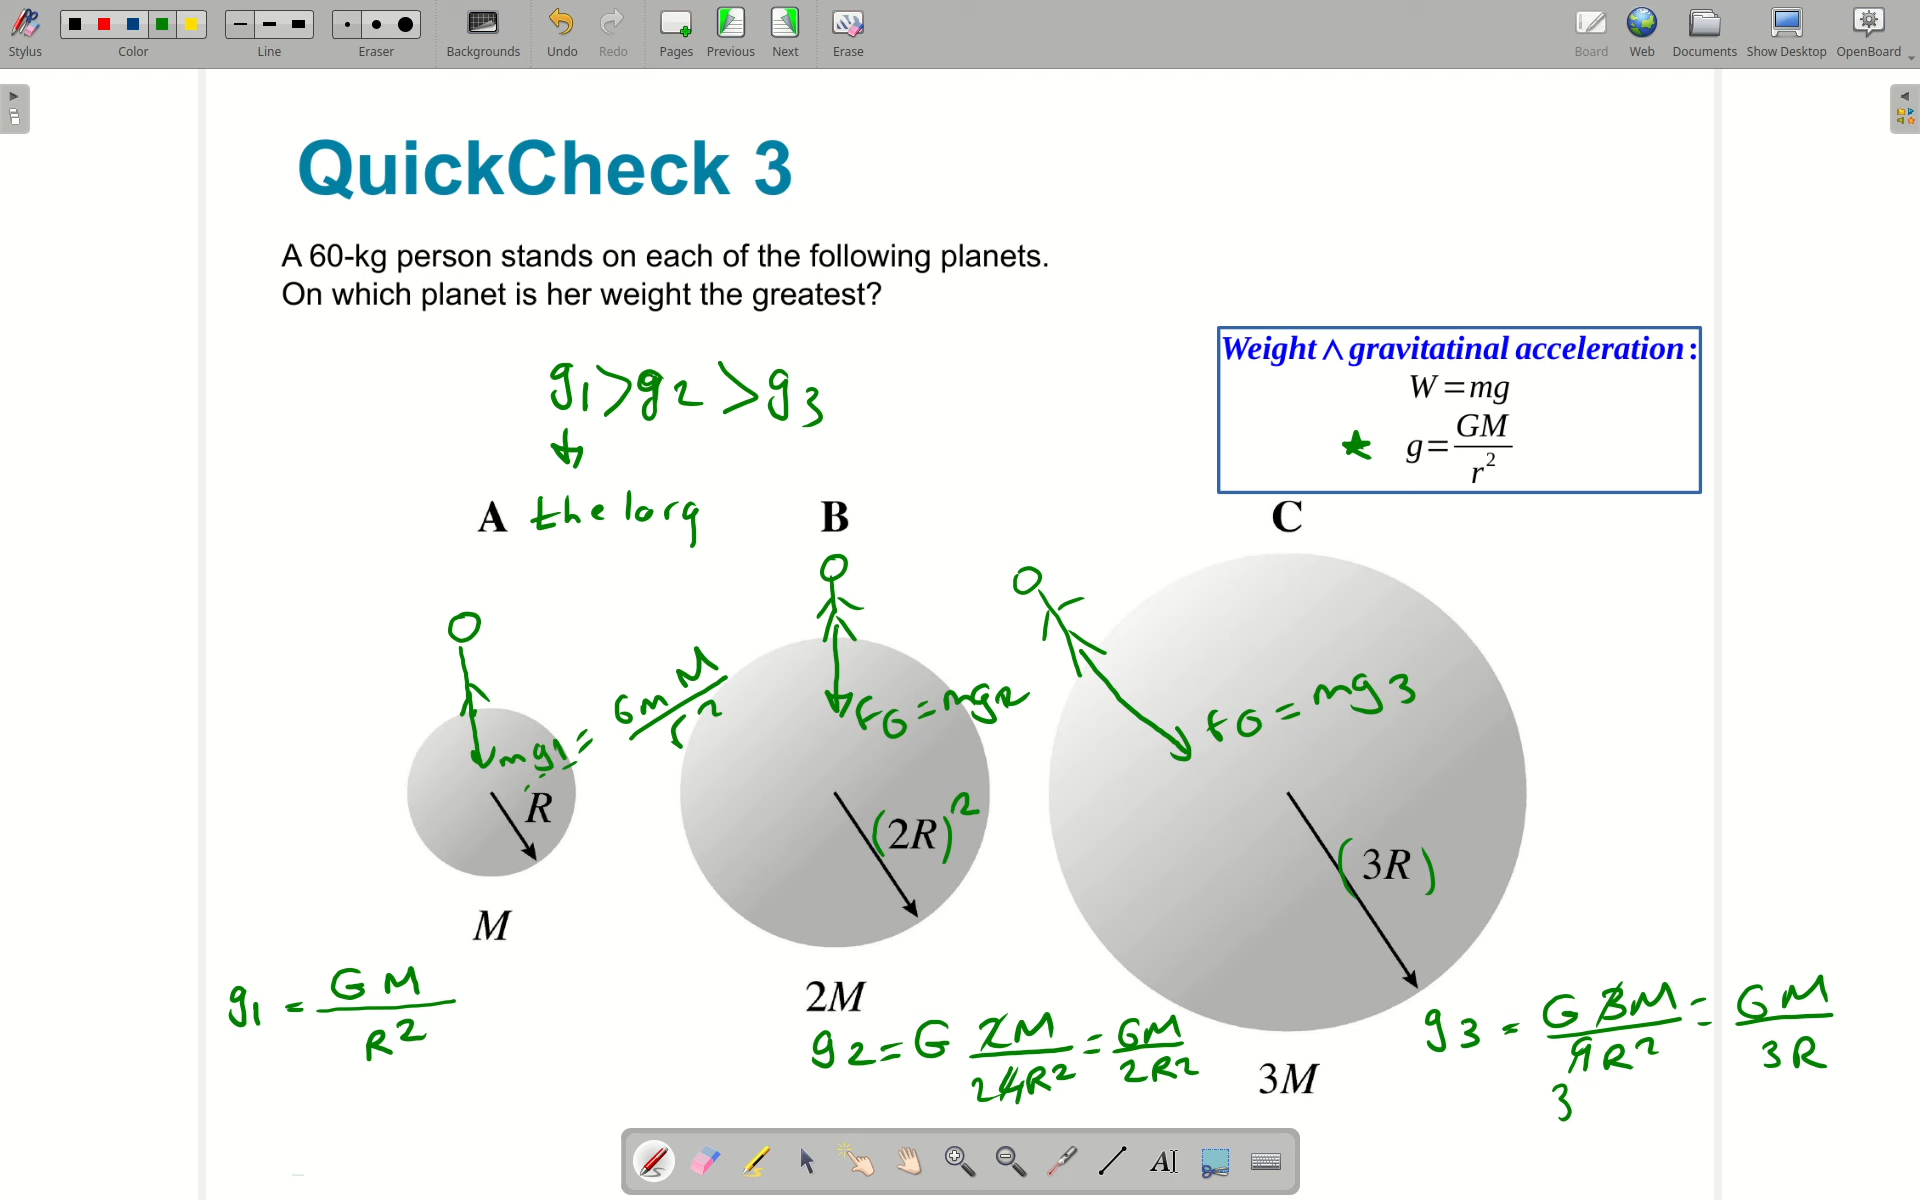 Stylus Color Line Eraser Backgrounds Undo Redo Pages Previous Next Erase Board Web Documents Show Desktop OpenBoard
QuickCheck 3
A 60-kg person stands on each of the following planets.
On which planet is her weight the greatest?
Weight ∧ gravitatinal acceleration:
W = mg
g = GM / r²
g1 > g2 > g3
A the larg B C
mg1 = GmM / r²
FG = mg2
FG = mg3
R
(2R)²
(3R)
M
2M
3M
g1 = GM / R²
g2 = G 2M / 4R² = GM / 2R²
2
g3 = G 3M / 9R² = GM / 3R
3